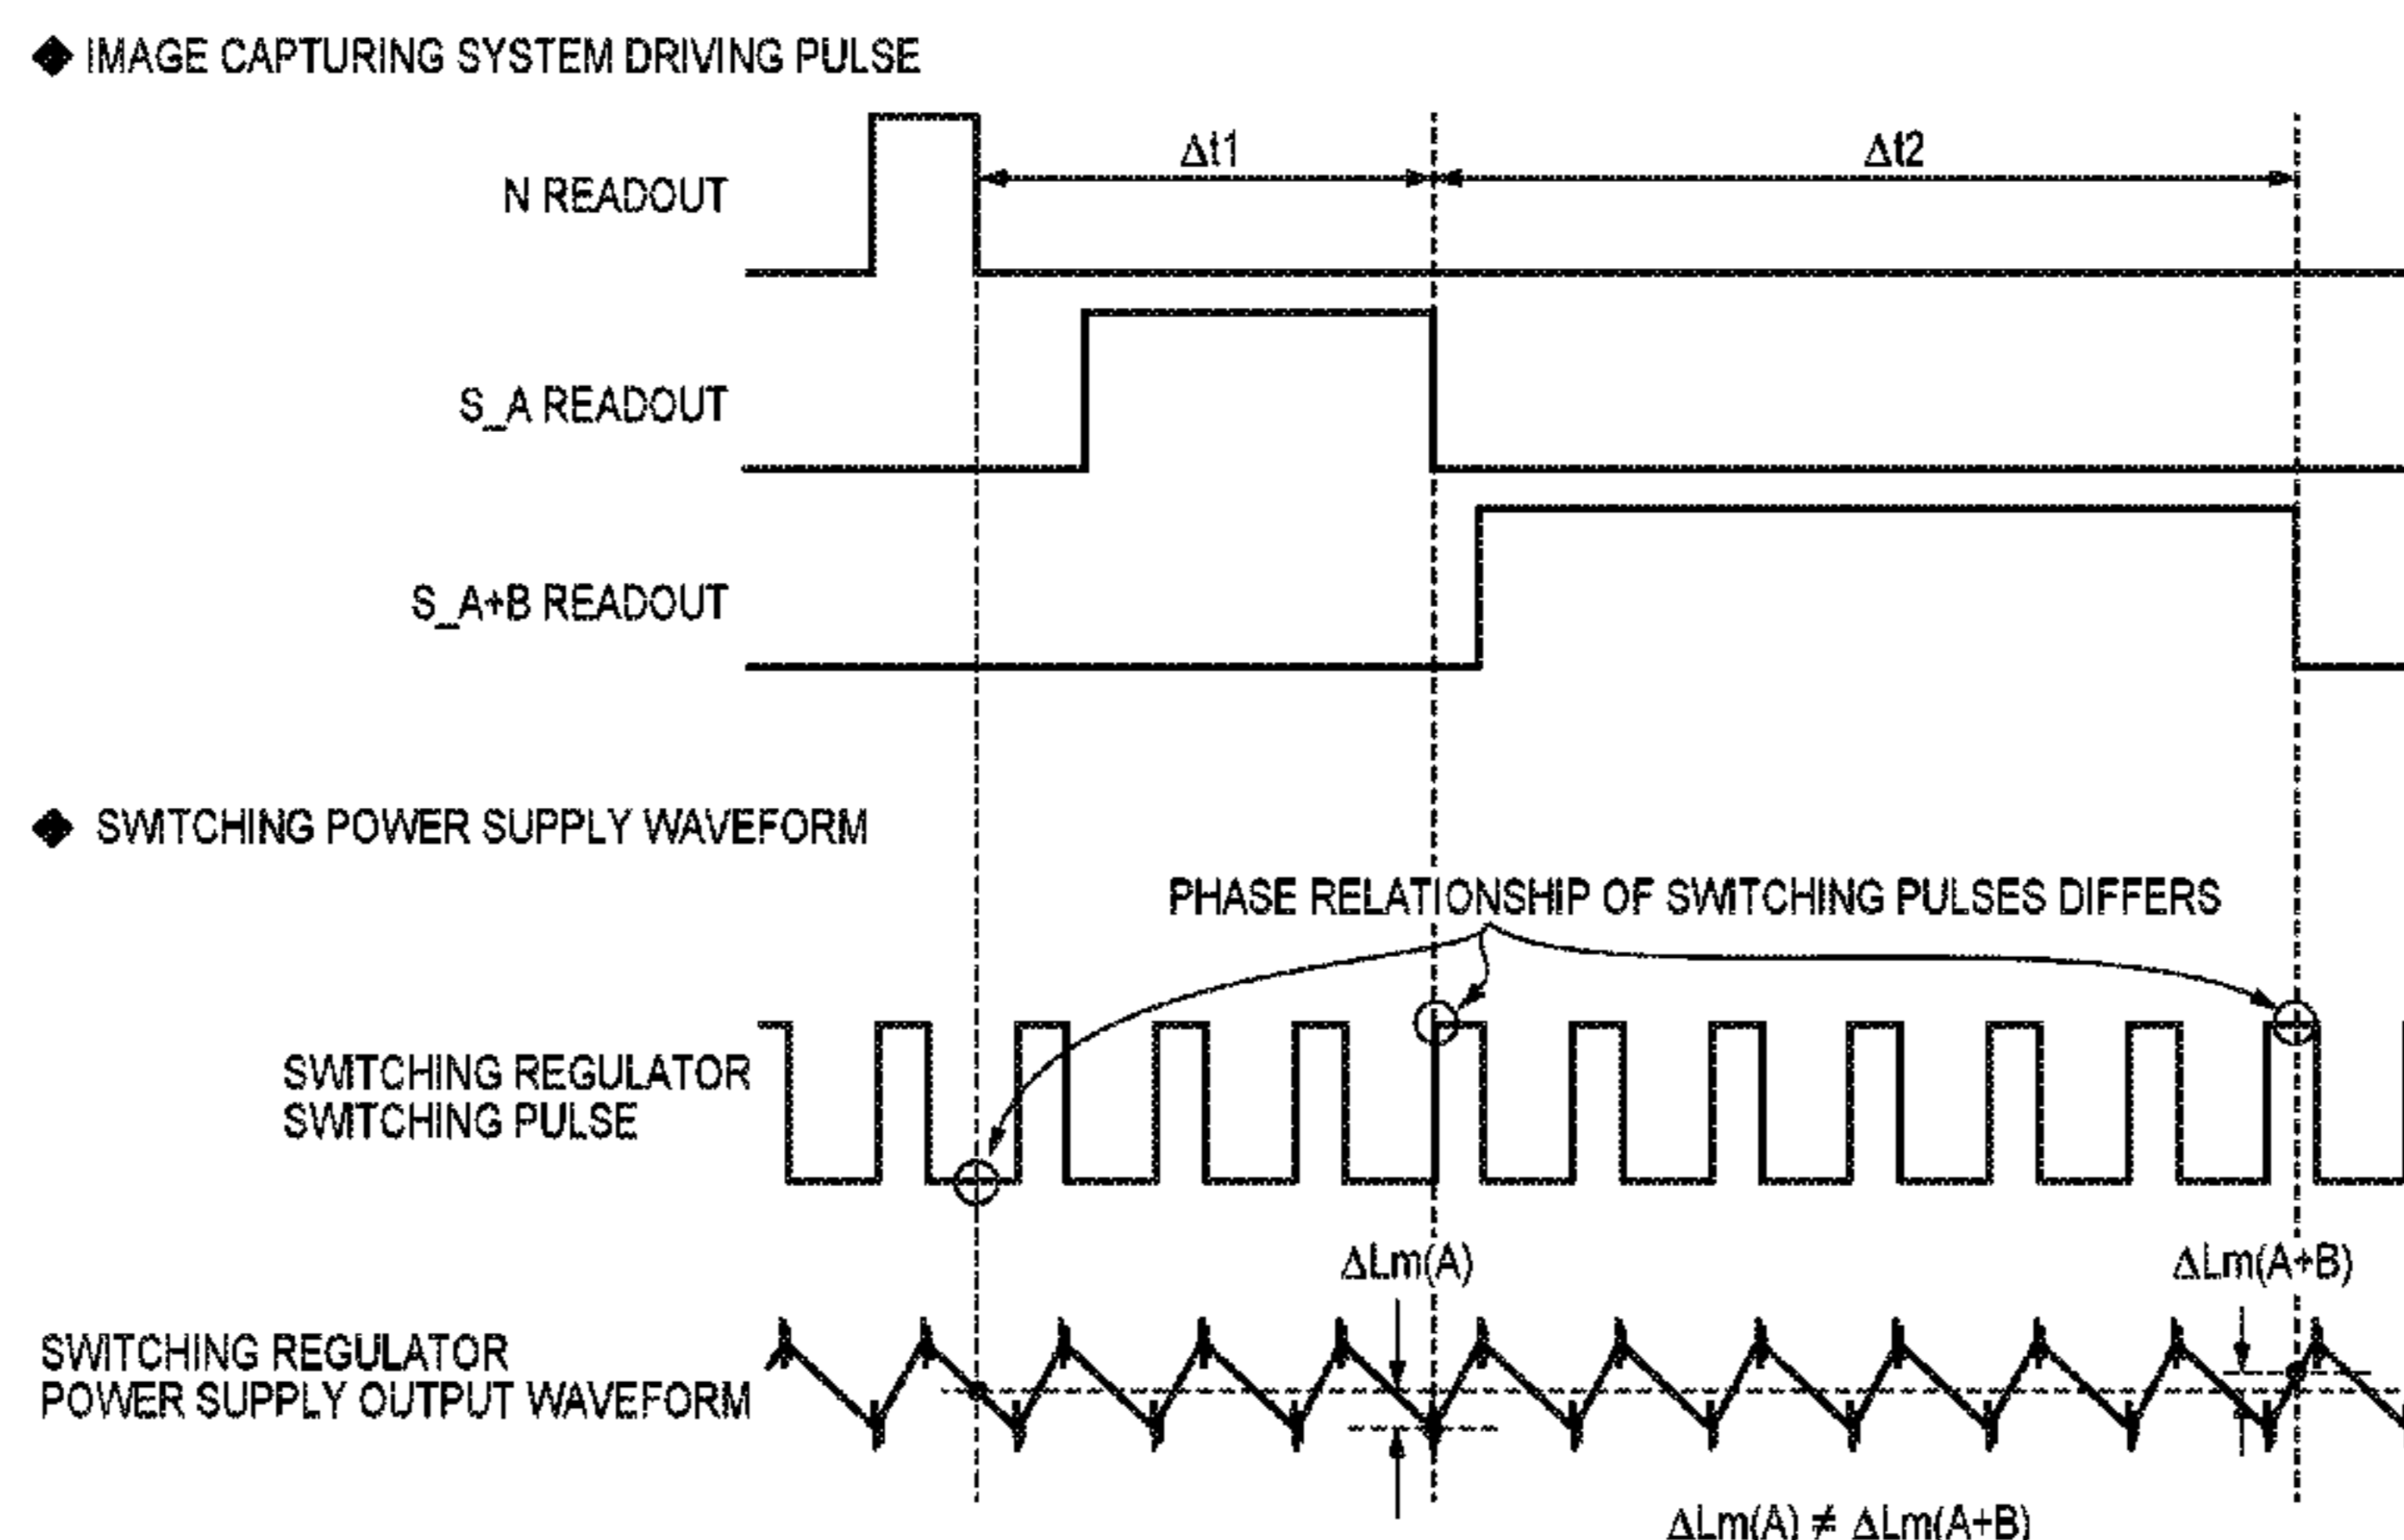 ◆ IMAGE CAPTURING SYSTEM DRIVING PULSE
Δt1
Δt2
N READOUT
S_A READOUT
S_A+B READOUT
◆ SWITCHING POWER SUPPLY WAVEFORM
PHASE RELATIONSHIP OF SWITCHING PULSES DIFFERS
SWITCHING REGULATOR
SWITCHING PULSE
ΔLm(A)
ΔLm(A+B)
SWITCHING REGULATOR
POWER SUPPLY OUTPUT WAVEFORM
ΔLm(A) ≠ ΔLm(A+B)